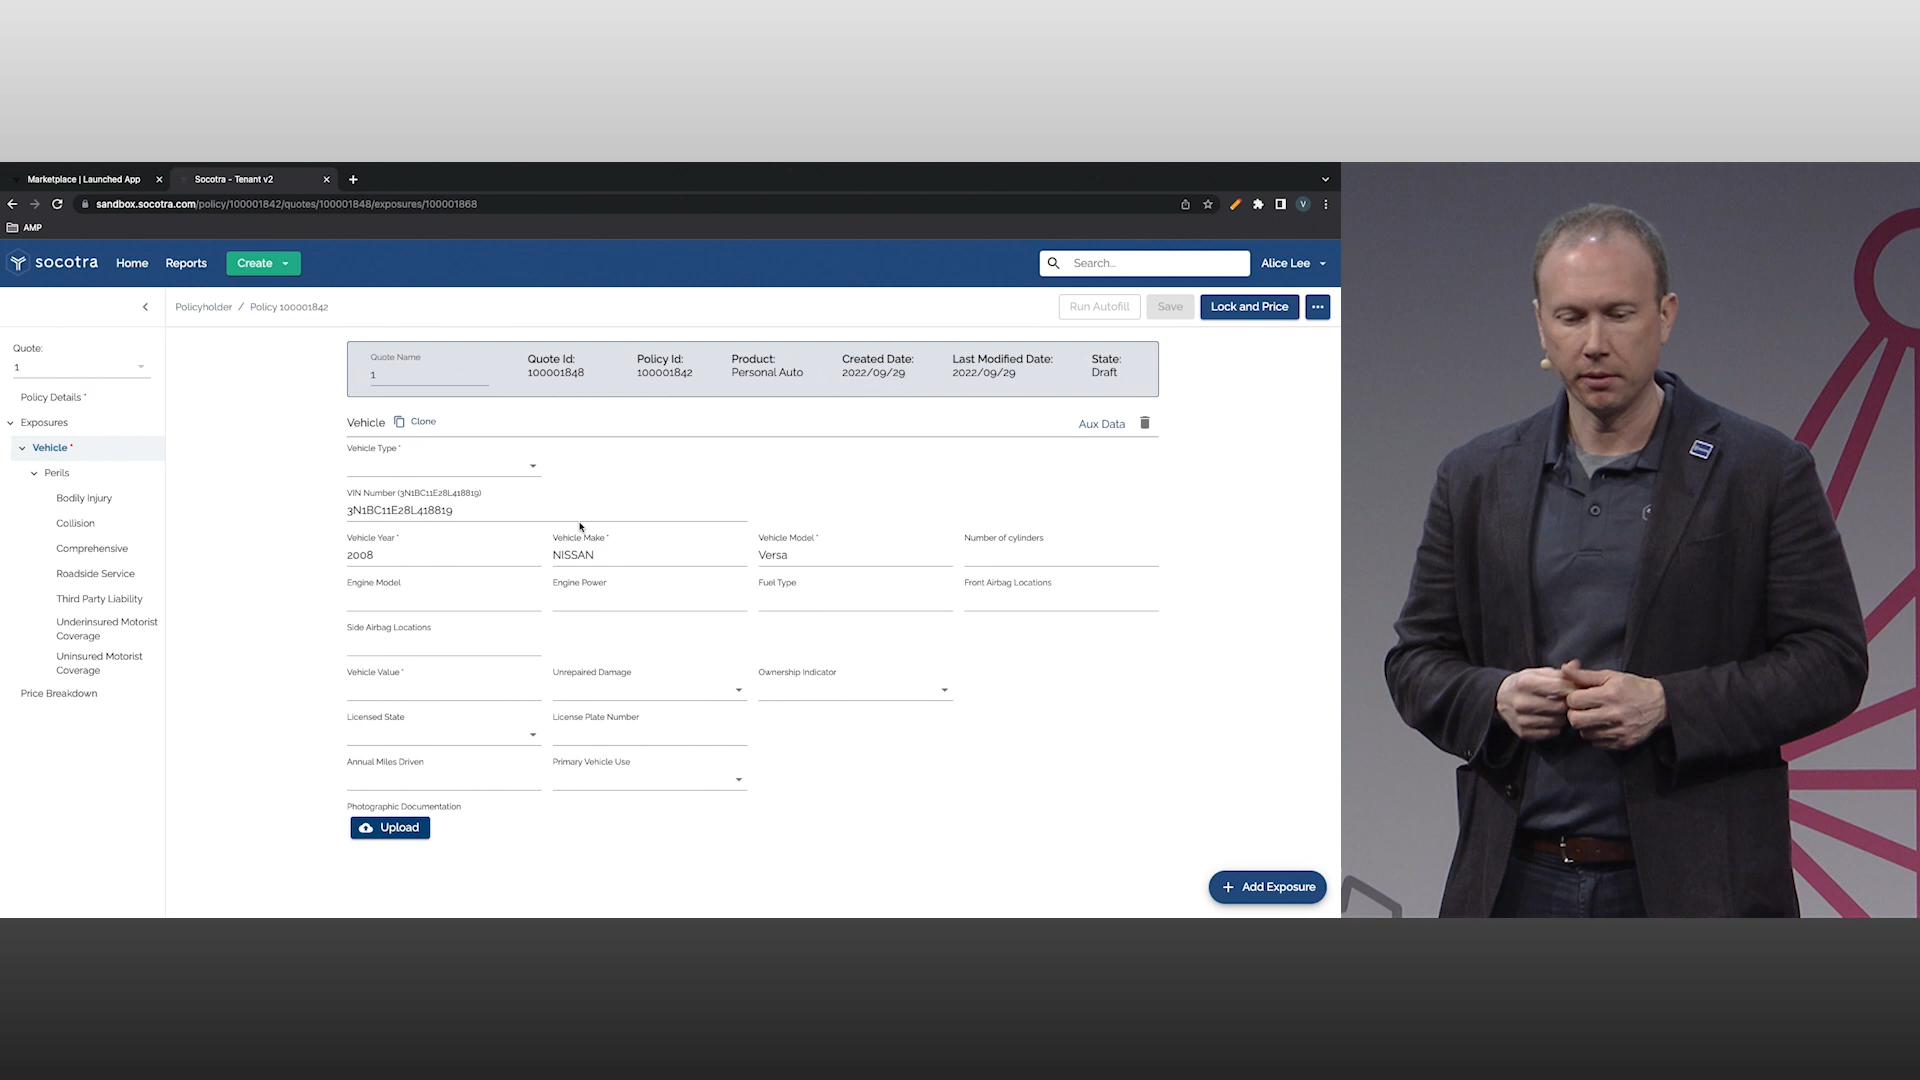 Marketplace | Launched App
Socotra - Tenant v2
sandbox.socotra.com/policy/100001842/quotes/100001848/exposures/100001868
V
AMP
socotra Home Reports Create
Search...
Alice Lee
Policyholder / Policy 100001842
Run Autofill Save Lock and Price
Quote:
1
Policy Details *
Exposures
Vehicle *
Perils
Bodily Injury
Collision
Comprehensive
Roadside Service
Third Party Liability
Underinsured Motorist
Coverage
Uninsured Motorist
Coverage
Price Breakdown
Quote Name
1
Quote Id:
100001848
Policy Id:
100001842
Product:
Personal Auto
Created Date:
2022/09/29
Last Modified Date:
2022/09/29
State:
Draft
Vehicle Clone
Aux Data
Vehicle Type *
VIN Number (3N1BC11E28L418819)
3N1BC11E28L418819
Vehicle Year * Vehicle Make * Vehicle Model * Number of cylinders
2008 NISSAN Versa
Engine Model Engine Power Fuel Type Front Airbag Locations
Side Airbag Locations
Vehicle Value * Unrepaired Damage Ownership Indicator
Licensed State License Plate Number
Annual Miles Driven Primary Vehicle Use
Photographic Documentation
Upload
+ Add Exposure